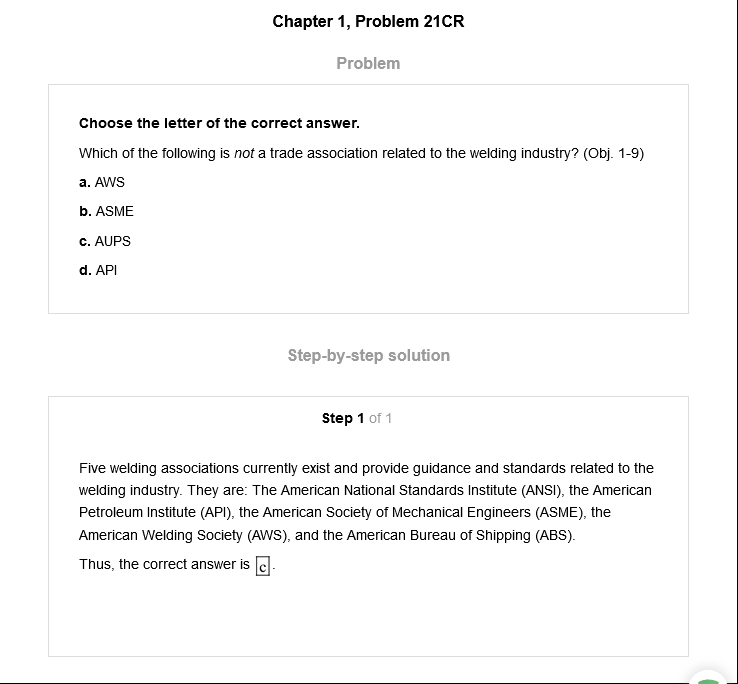 Chapter 1, Problem 21CR
Problem
Choose the letter of the correct answer.
Which of the following is not a trade association related to the welding industry? (Obj. 1-9)
a. AWS
b. ASME
c. AUPS
d. API
Step-by-step solution
Step 1 of 1
Five welding associations currently exist and provide guidance and standards related to the
welding industry. They are: The American National Standards Institute (ANSI), the American
Petroleum Institute (API), the American Society of Mechanical Engineers (ASME), the
American Welding Society (AWS), and the American Bureau of Shipping (ABS).
Thus, the correct answer is c.